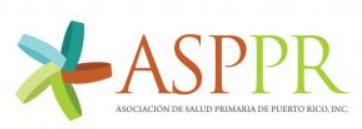 ASPPR
ASOCIACIÓN DE SALUD PRIMARIA DE PUERTO RICO, INC.